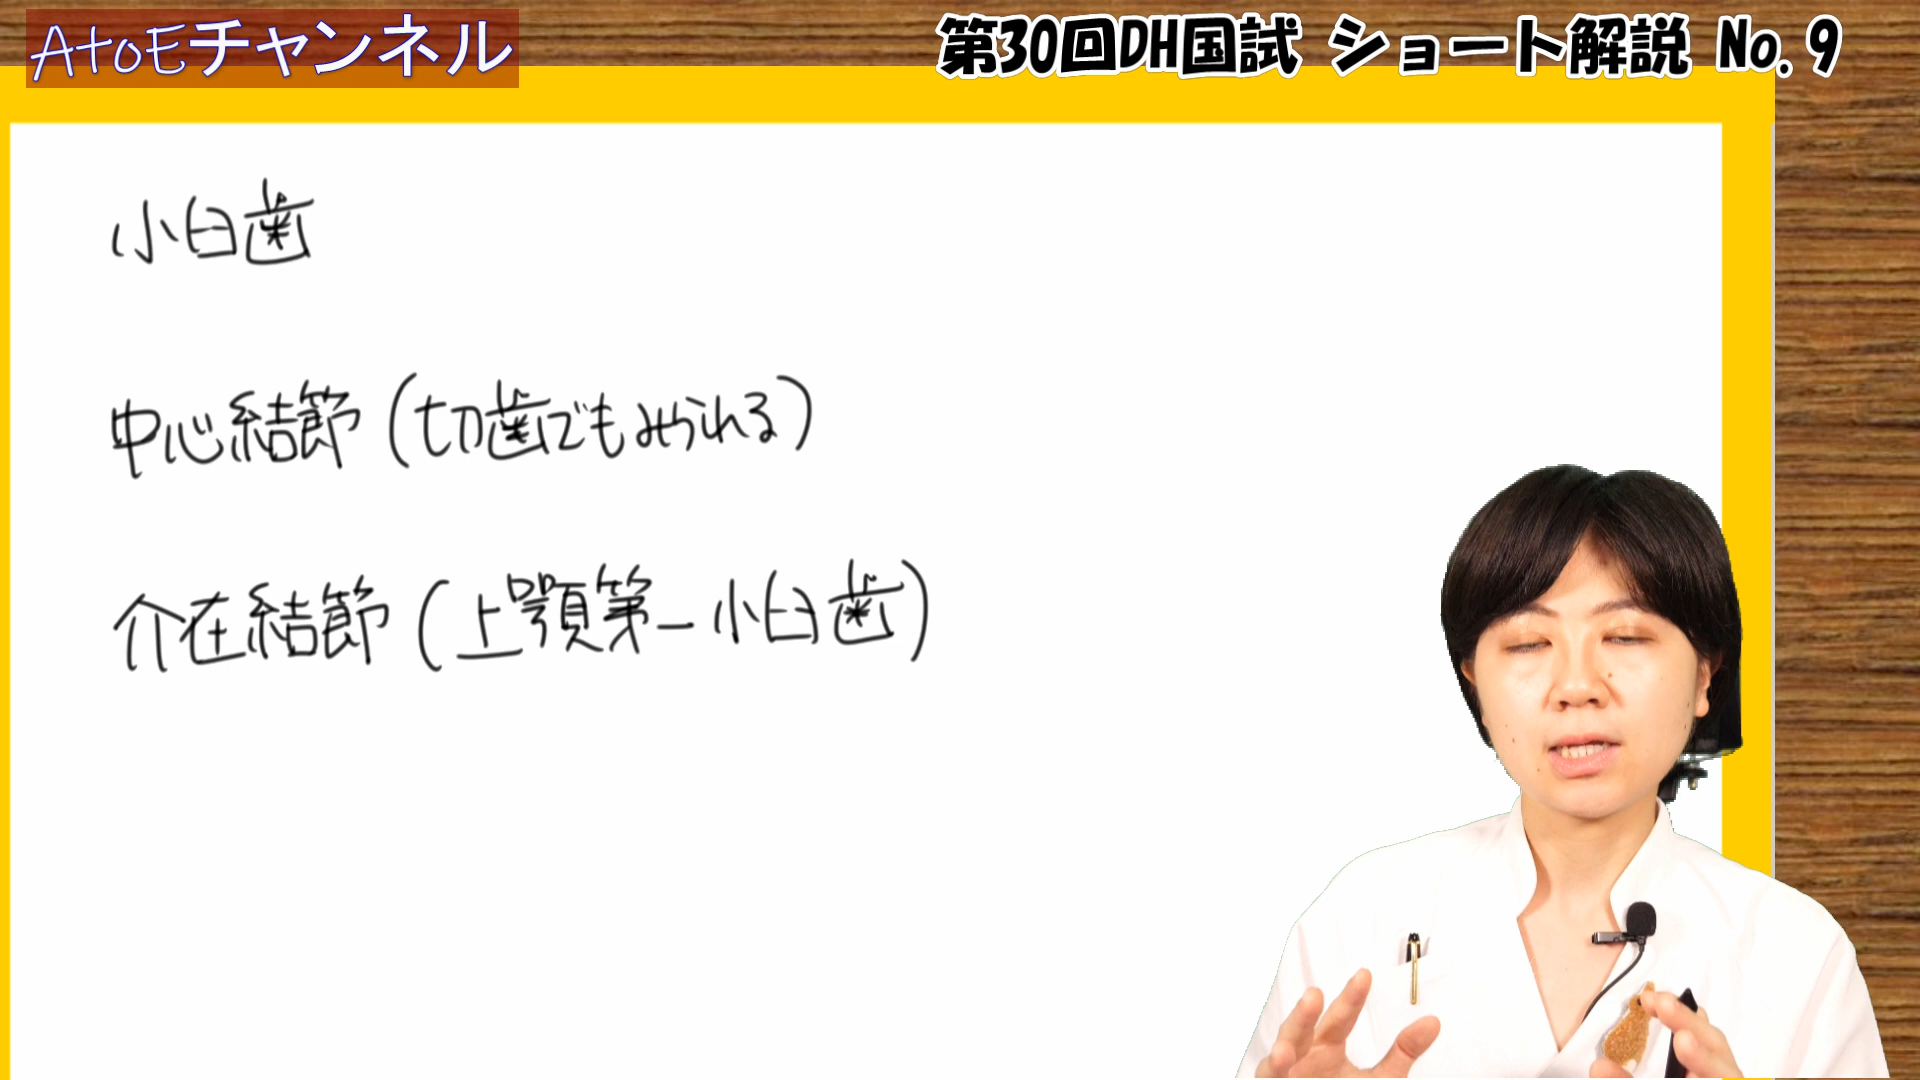 AtoEチャンネル
第30回DH国試 ショート解説 No.9
小臼歯
中心結節(切歯でもみられる)
介在結節(上顎第一小臼歯)